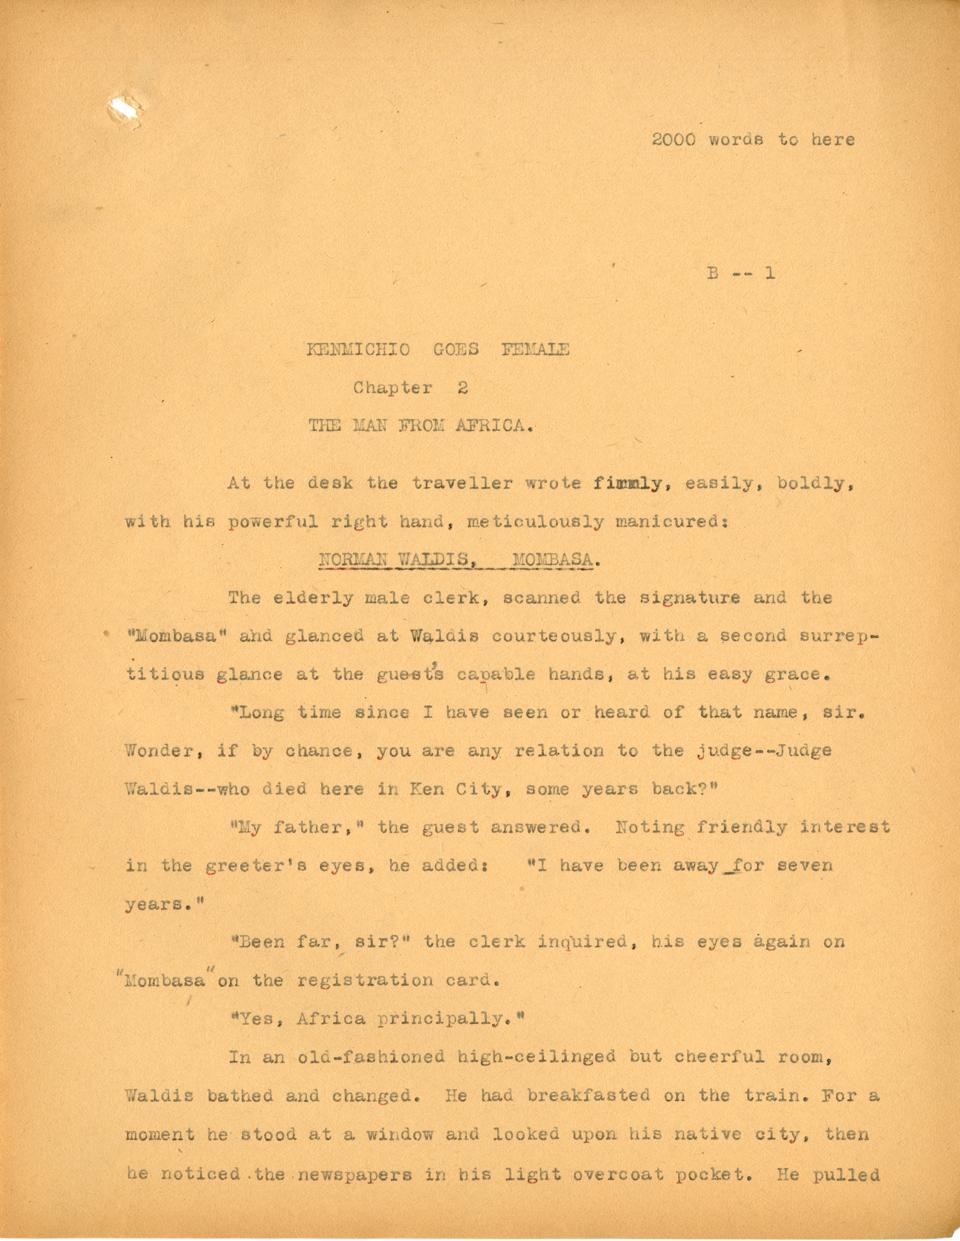 2000 words to here
B -- 1
KENMICHIO GOES FEMALE
Chapter 2
THE MAN FROM AFRICA.
At the desk the traveller wrote firmly, easily, boldly,
with his powerful right hand, meticulously manicured:
NORMAN WALDIS, MOMBASA.
The elderly male clerk, scanned the signature and the
"Mombasa" and glanced at Waldis courteously, with a second surrep-
titious glance at the guest's capable hands, at his easy grace.
"Long time since I have seen or heard of that name, sir.
Wonder, if by chance, you are any relation to the judge--Judge
Waldis--who died here in Ken City, some years back?"
"My father," the guest answered. Noting friendly interest
in the greeter's eyes, he added: "I have been away for seven
years."
"Been far, sir?" the clerk inquired, his eyes again on
"Mombasa" on the registration card.
"Yes, Africa principally."
In an old-fashioned high-ceilinged but cheerful room,
Waldis bathed and changed. He had breakfasted on the train. For a
moment he stood at a window and looked upon his native city, then
he noticed the newspapers in his light overcoat pocket. He pulled